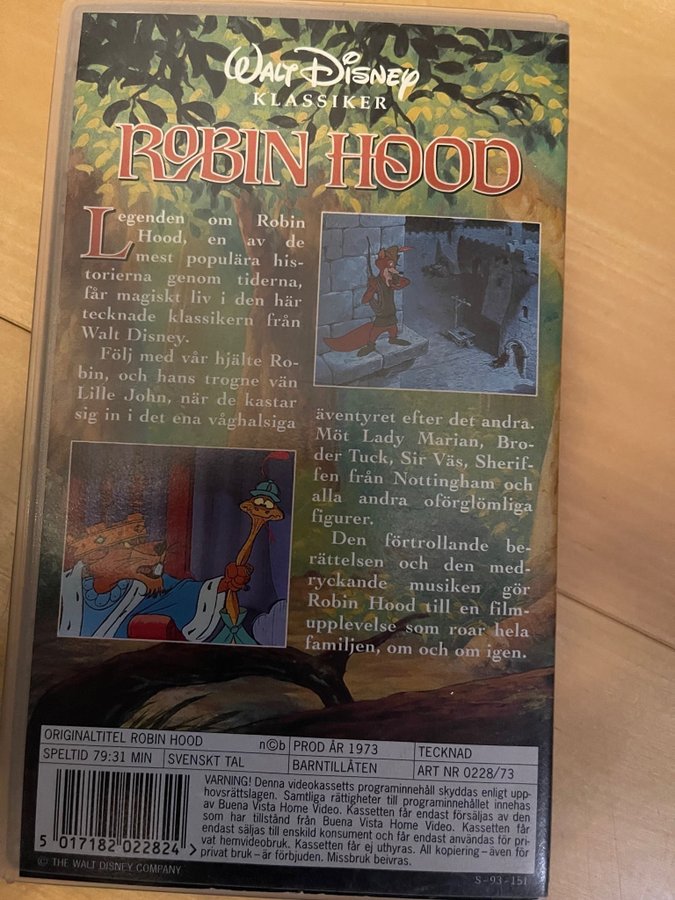 WALT DISNEY
KLASSIKER
ROBIN HOOD
Legenden om Robin
Hood, en av de
mest populära his-
torierna genom tiderna,
får magiskt liv i den här
tecknade klassikern från
Walt Disney.
Följ med vår hjälte Ro-
bin, och hans trogne vän
Lille John, när de kastar
sig in i det ena våghalsiga
äventyret efter det andra.
Möt Lady Marian, Bro-
der Tuck, Sir Väs, Sherif-
fen från Nottingham och
alla andra oförglömliga
figurer.
Den förtrollande be-
rättelsen och den med-
ryckande musiken gör
Robin Hood till en film-
upplevelse som roar hela
familjen, om och om igen.
ORIGINALTITEL ROBIN HOOD n©b PROD ÅR 1973 TECKNAD
SPELTID 79:31 MIN SVENSKT TAL BARNTILLÅTEN ART NR 0228/73
VARNING! Denna videokassetts programinnehåll skyddas enligt upp-
hovsrättslagen. Samtliga rättigheter till programinnehållet innehas
av Buena Vista Home Video. Kassetten får endast försäljas av den
som har tillstånd från Buena Vista Home Video. Kassetten får
endast säljas till enskild konsument och får endast användas för pri-
vat hemvideobruk. Kassetten får ej uthyras. All kopiering – även för
privat bruk – är förbjuden. Missbruk beivras.
5 017182 022824
© THE WALT DISNEY COMPANY
S-93-151